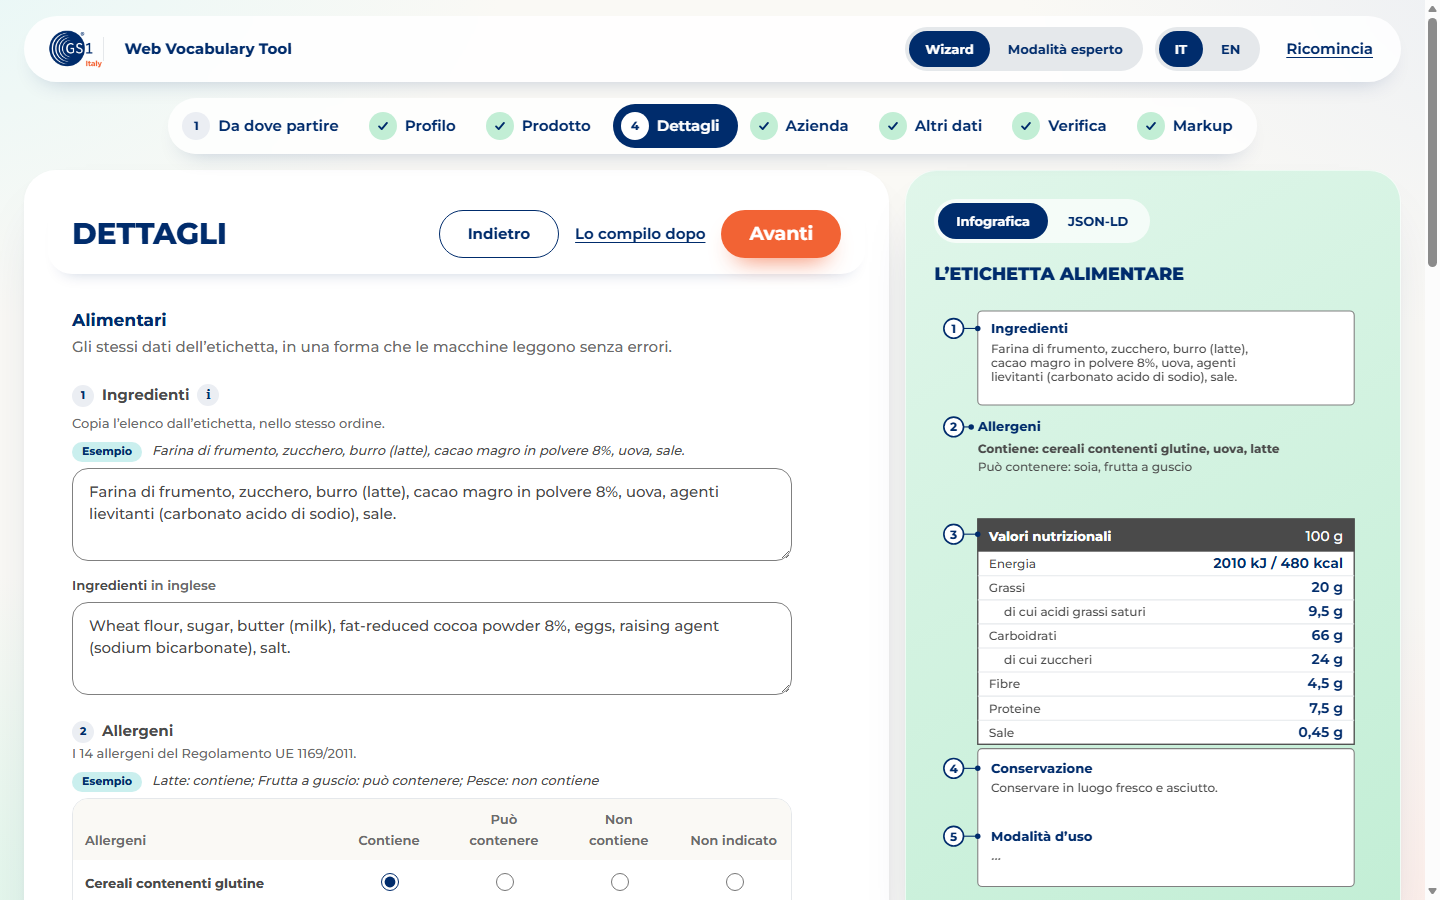 GS1
Italy
Web Vocabulary Tool
Wizard
Modalità esperto
IT
EN
Ricomincia
1
Da dove partire
Profilo
Prodotto
4
Dettagli
Azienda
Altri dati
Verifica
Markup
DETTAGLI
Indietro
Lo compilo dopo
Avanti
Alimentari
Gli stessi dati dell’etichetta, in una forma che le macchine leggono senza errori.
1 Ingredienti i
Copia l’elenco dall’etichetta, nello stesso ordine.
Esempio Farina di frumento, zucchero, burro (latte), cacao magro in polvere 8%, uova, sale.
Farina di frumento, zucchero, burro (latte), cacao magro in polvere 8%, uova, agenti
lievitanti (carbonato acido di sodio), sale.
Ingredienti in inglese
Wheat flour, sugar, butter (milk), fat-reduced cocoa powder 8%, eggs, raising agent
(sodium bicarbonate), salt.
2 Allergeni
I 14 allergeni del Regolamento UE 1169/2011.
Esempio Latte: contiene; Frutta a guscio: può contenere; Pesce: non contiene
Allergeni
Contiene
Può
contenere
Non
contiene
Non indicato
Cereali contenenti glutine
Infografica
JSON-LD
L’ETICHETTA ALIMENTARE
1
Ingredienti
Farina di frumento, zucchero, burro (latte),
cacao magro in polvere 8%, uova, agenti
lievitanti (carbonato acido di sodio), sale.
2
Allergeni
Contiene: cereali contenenti glutine, uova, latte
Può contenere: soia, frutta a guscio
3
Valori nutrizionali 100 g
Energia 2010 kJ / 480 kcal
Grassi 20 g
di cui acidi grassi saturi 9,5 g
Carboidrati 66 g
di cui zuccheri 24 g
Fibre 4,5 g
Proteine 7,5 g
Sale 0,45 g
4
Conservazione
Conservare in luogo fresco e asciutto.
5
Modalità d’uso
...